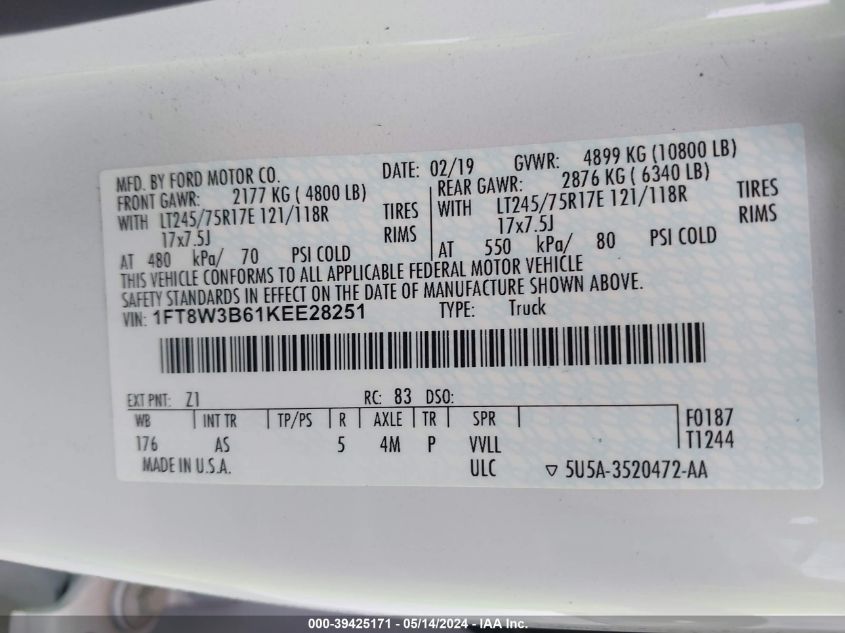 MFD. BY FORD MOTOR CO. DATE: 02/19 GVWR: 4899 KG (10800 LB)
FRONT GAWR: 2177 KG ( 4800 LB) REAR GAWR: 2876 KG ( 6340 LB)
WITH LT245/75R17E 121/118R TIRES WITH LT245/75R17E 121/118R TIRES
17x7.5J RIMS 17x7.5J RIMS
AT 480 kPa/ 70 PSI COLD AT 550 kPa/ 80 PSI COLD
THIS VEHICLE CONFORMS TO ALL APPLICABLE FEDERAL MOTOR VEHICLE
SAFETY STANDARDS IN EFFECT ON THE DATE OF MANUFACTURE SHOWN ABOVE.
VIN: 1FT8W3B61KEE28251 TYPE: Truck
EXT PNT: Z1 RC: 83 DSO:
WB INT TR TP/PS R AXLE TR SPR F0187
176 AS 5 4M P VVLL T1244
MADE IN U.S.A. ULC ▽ 5U5A-3520472-AA
000-39425171 - 05/14/2024 - IAA Inc.